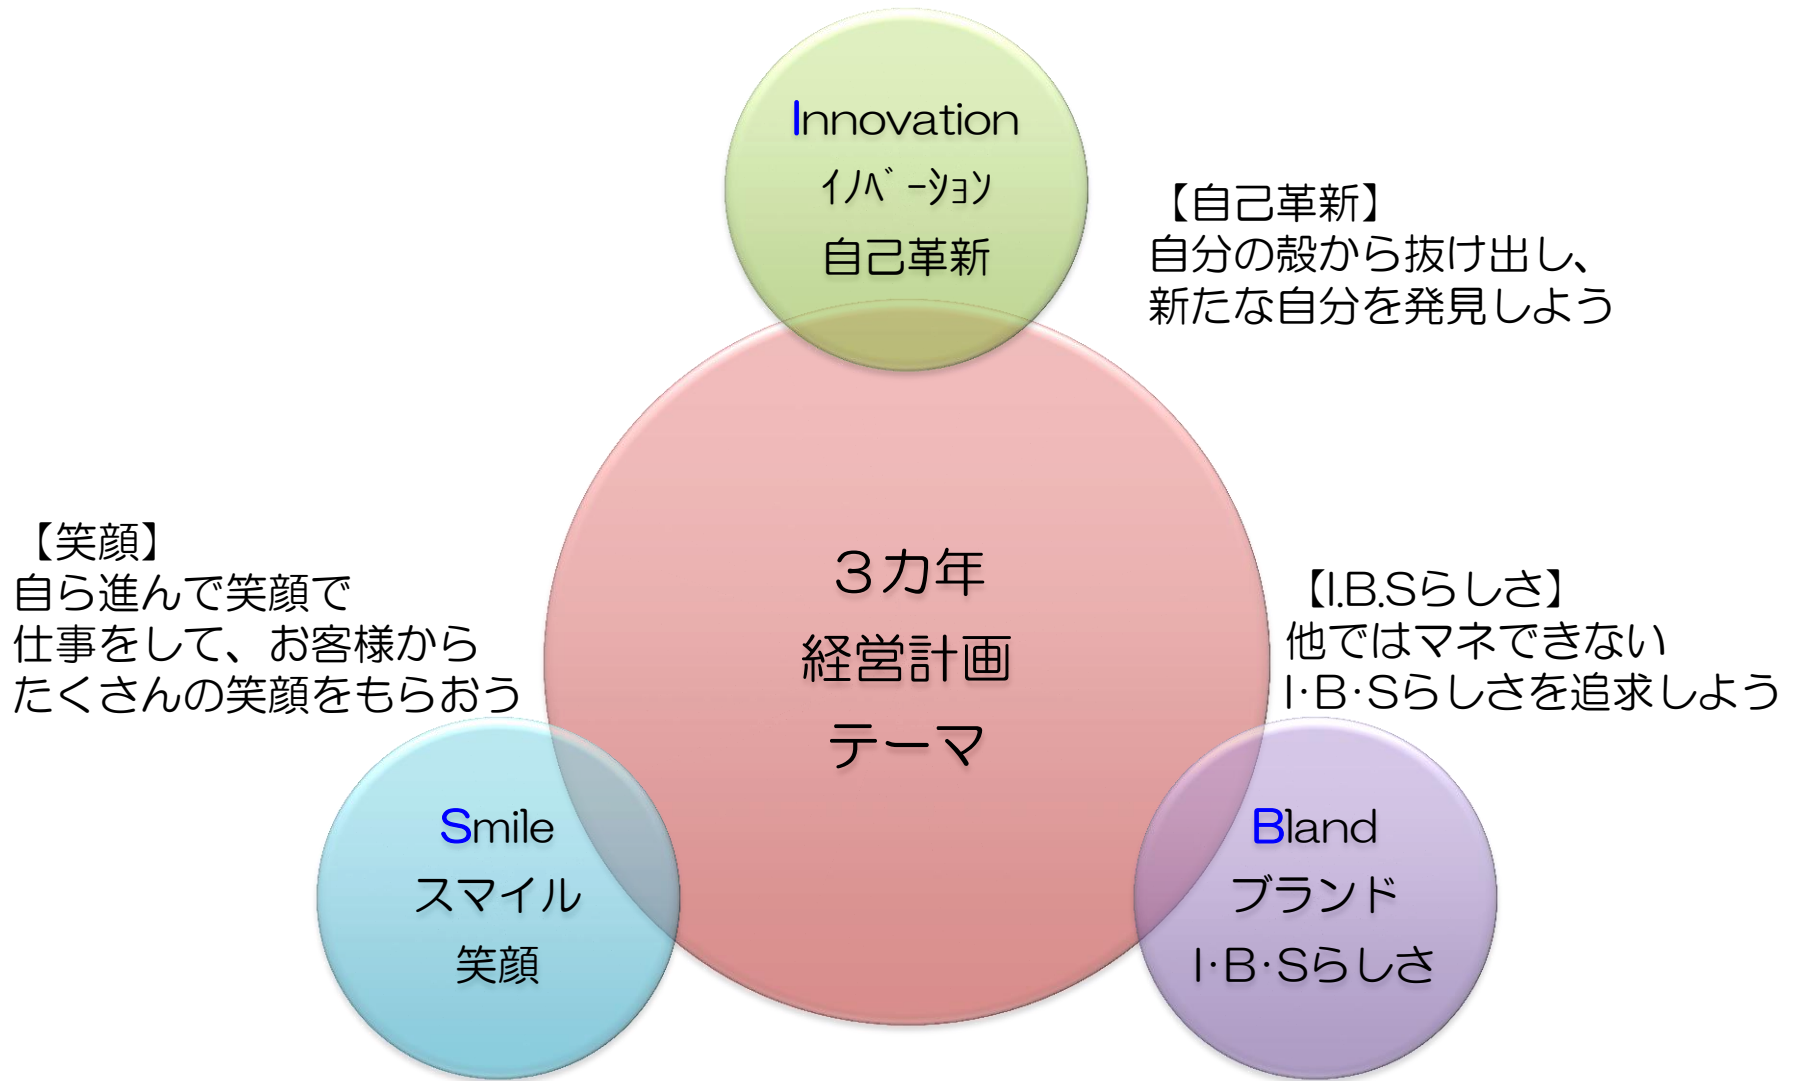 Innovation
ｲﾉﾍﾞｰｼｮﾝ
自己革新
【自己革新】
自分の殻から抜け出し、
新たな自分を発見しよう
３カ年
経営計画
テーマ
【笑顔】
自ら進んで笑顔で
仕事をして、お客様から
たくさんの笑顔をもらおう
【I.B.Sらしさ】
他ではマネできない
I･B･Sらしさを追求しよう
Smile
スマイル
笑顔
Bland
ブランド
I･B･Sらしさ